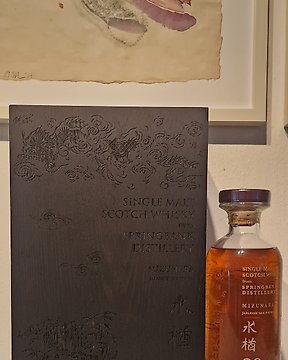 SINGLE MALT
SCOTCH WHISKY
from
SPRINGBANK
DISTILLERY
MIZUNARA
水
楢
SINGLE MALT
SCOTCH WHISKY
from
SPRINGBANK
DISTILLERY
MIZUNARA
水
楢